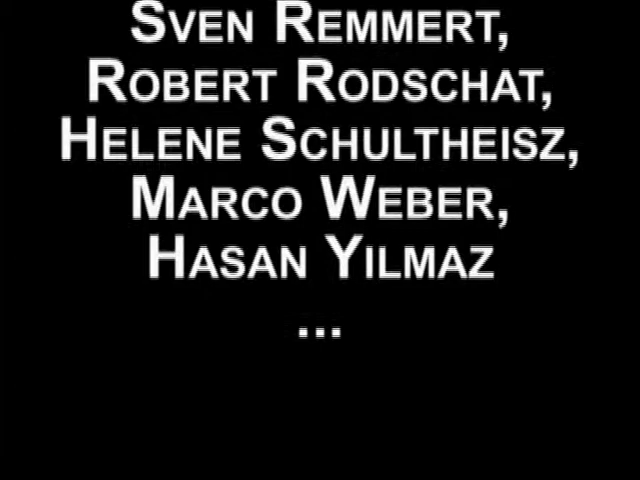 SVEN REMMERT,
ROBERT RODSCHAT,
HELENE SCHULTHEISZ,
MARCO WEBER,
HASAN YILMAZ
...